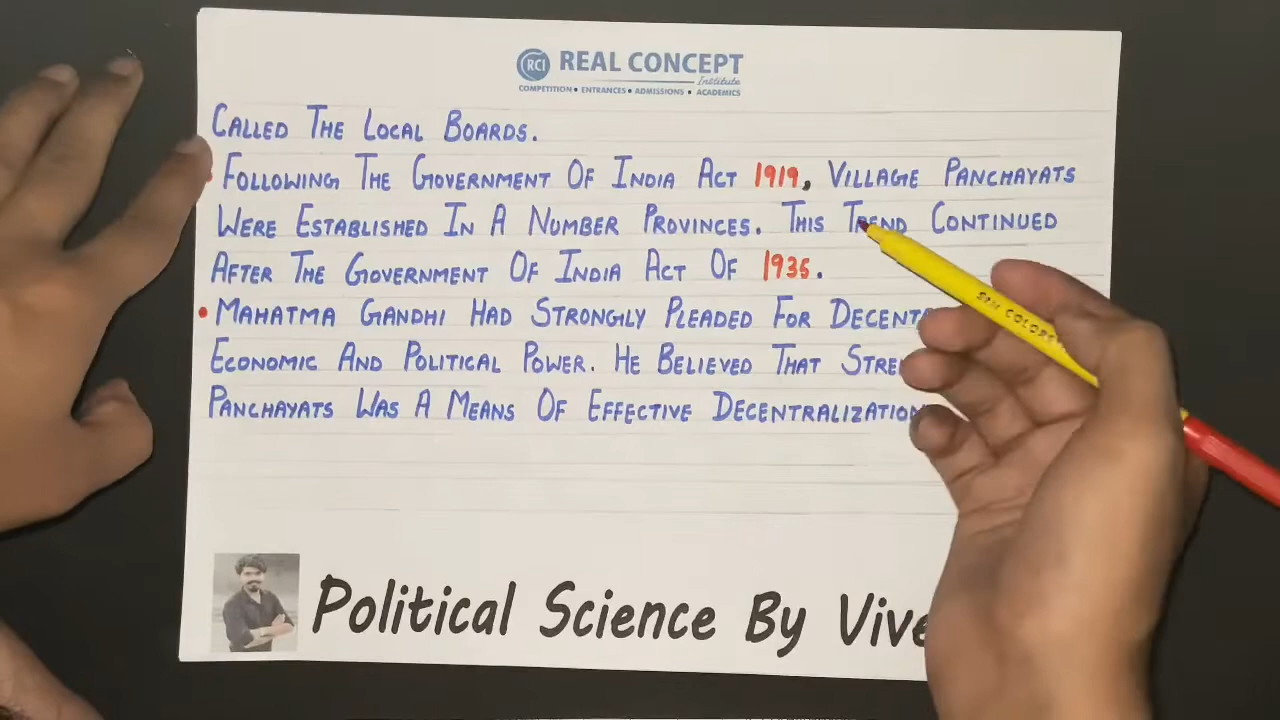 RCI REAL CONCEPT
Institute
COMPETITION • ENTRANCES • ADMISSIONS • ACADEMICS
CALLED THE LOCAL BOARDS.
• FOLLOWING THE GOVERNMENT OF INDIA ACT 1919, VILLAGE PANCHAYATS
WERE ESTABLISHED IN A NUMBER PROVINCES. THIS TREND CONTINUED
AFTER THE GOVERNMENT OF INDIA ACT OF 1935.
• MAHATMA GANDHI HAD STRONGLY PLEADED FOR
ECONOMIC AND POLITICAL POWER. HE BELIEVED THAT
PANCHAYATS WAS A MEANS OF EFFECTIVE DECENTRALIZATION
Political Science By
STIC COLORS